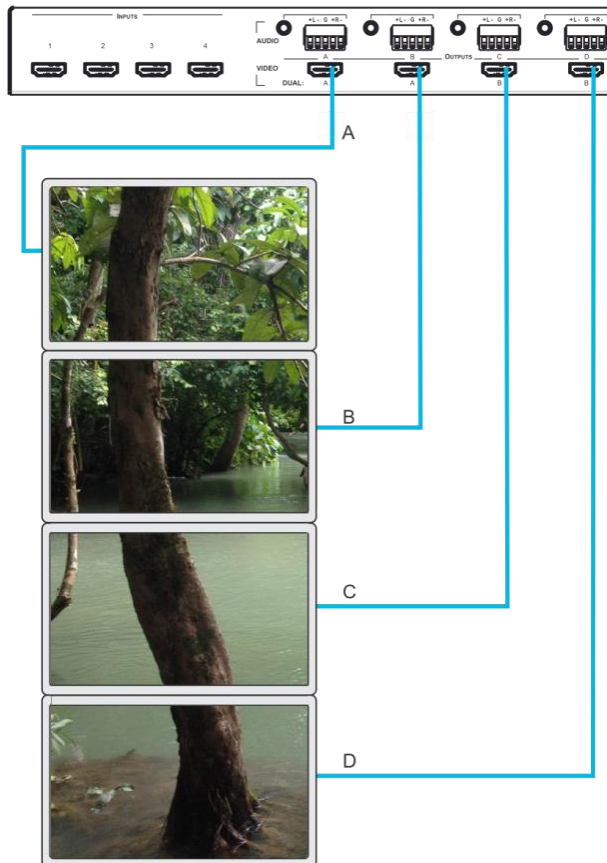 INPUTS
1 2 3 4
+L- G +R- +L- G +R- +L- G +R- +L- G +R-
AUDIO
A B OUTPUTS C D
VIDEO
DUAL: A A B B
A
B
C
D